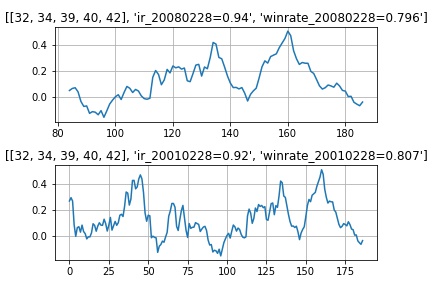 [[32, 34, 39, 40, 42], 'ir_20080228=0.94', 'winrate_20080228=0.796']
0.4
0.2
0.0
80 100 120 140 160 180
[[32, 34, 39, 40, 42], 'ir_20010228=0.92', 'winrate_20010228=0.807']
0.4
0.2
0.0
0 25 50 75 100 125 150 175